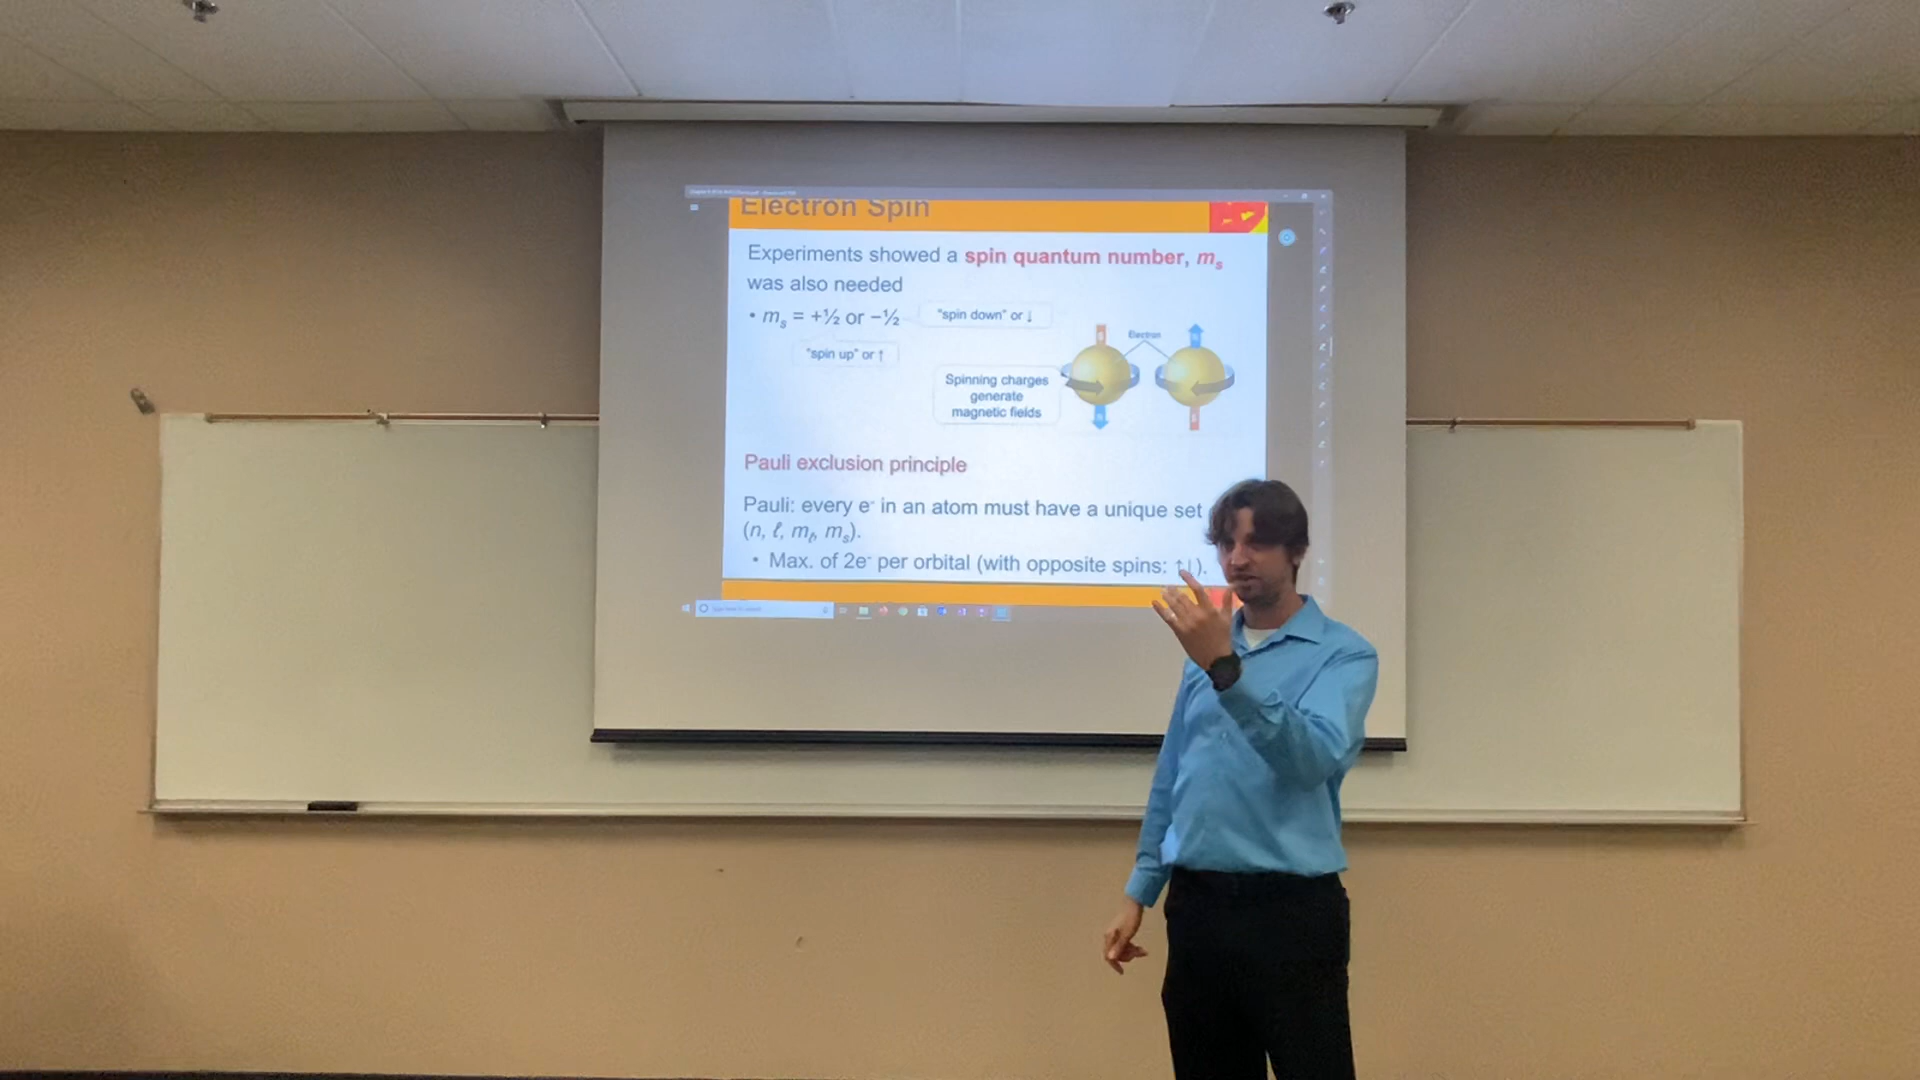 Electron Spin
Experiments showed a spin quantum number, mₛ
was also needed
• mₛ = +½ or −½
"spin down" or ↓
"spin up" or ↑
Electron
Spinning charges
generate
magnetic fields
Pauli exclusion principle
Pauli: every e⁻ in an atom must have a unique set
(n, ℓ, mℓ, mₛ).
• Max. of 2e⁻ per orbital (with opposite spins: ↑↓).